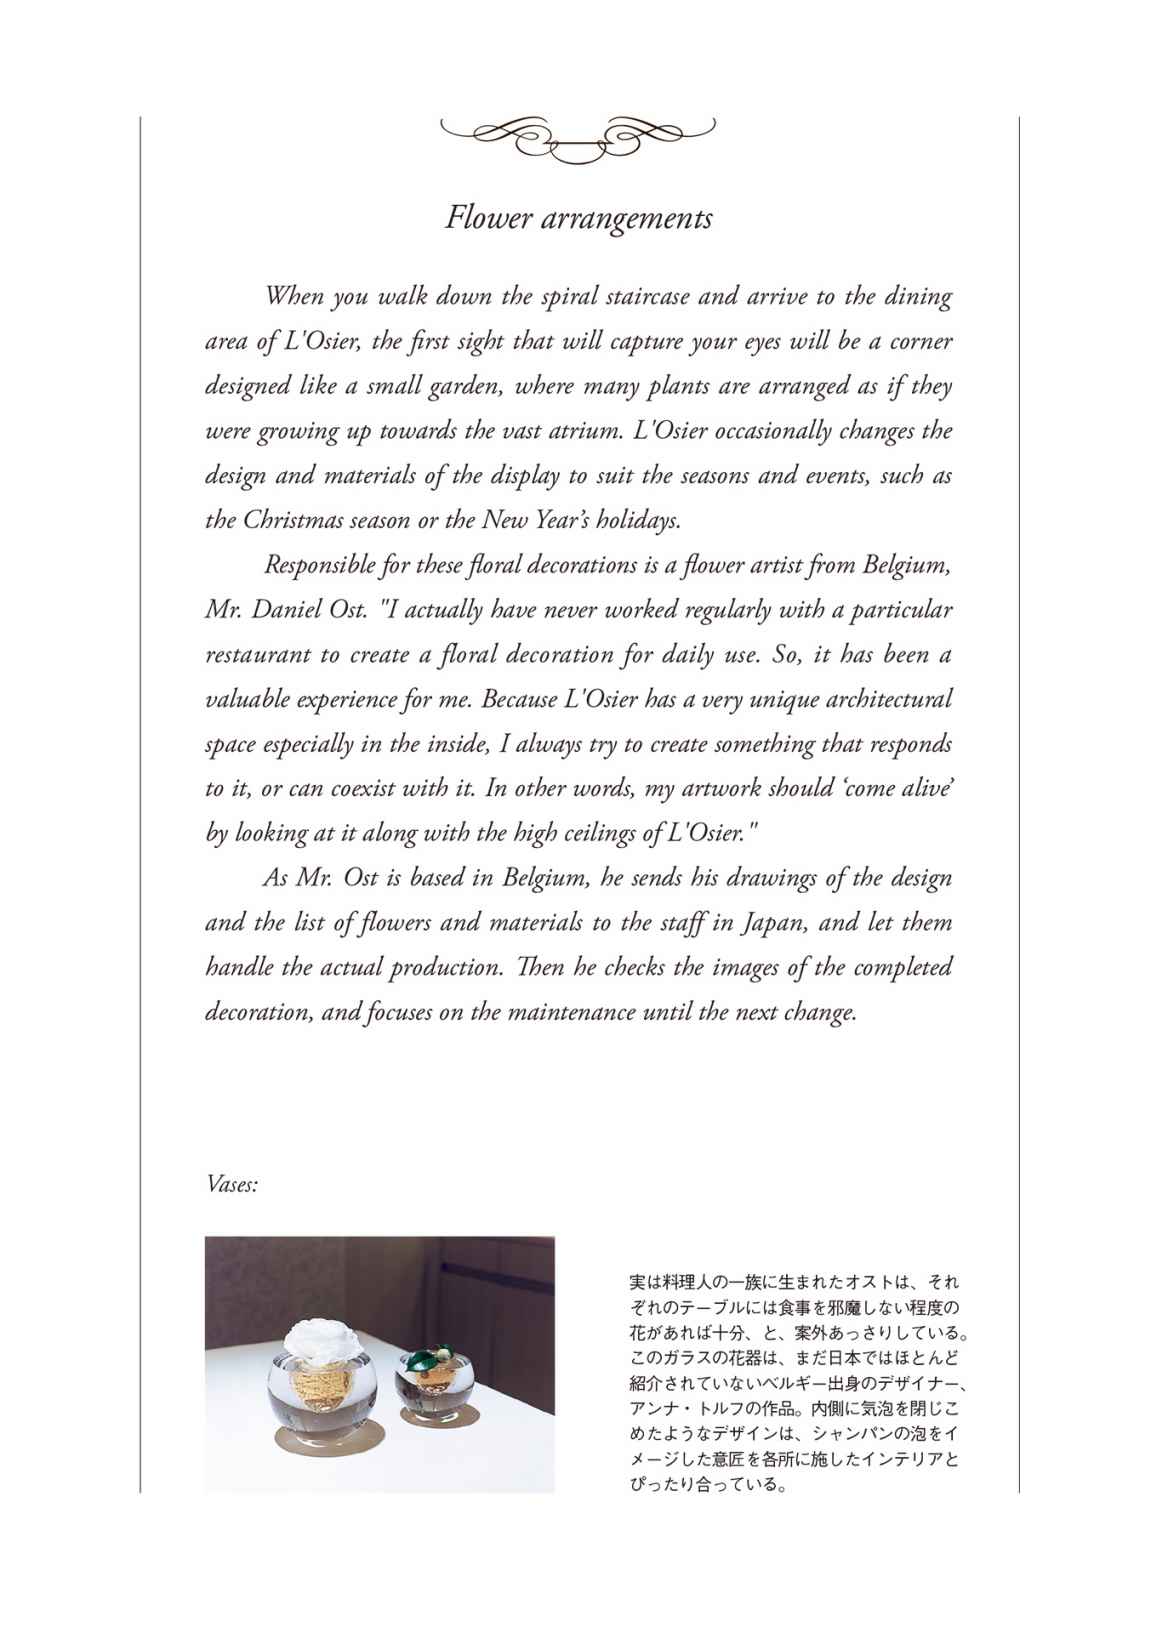 Flower arrangements
When you walk down the spiral staircase and arrive to the dining
area of L'Osier, the first sight that will capture your eyes will be a corner
designed like a small garden, where many plants are arranged as if they
were growing up towards the vast atrium. L'Osier occasionally changes the
design and materials of the display to suit the seasons and events, such as
the Christmas season or the New Year’s holidays.
Responsible for these floral decorations is a flower artist from Belgium,
Mr. Daniel Ost. "I actually have never worked regularly with a particular
restaurant to create a floral decoration for daily use. So, it has been a
valuable experience for me. Because L'Osier has a very unique architectural
space especially in the inside, I always try to create something that responds
to it, or can coexist with it. In other words, my artwork should ‘come alive’
by looking at it along with the high ceilings of L'Osier."
As Mr. Ost is based in Belgium, he sends his drawings of the design
and the list of flowers and materials to the staff in Japan, and let them
handle the actual production. Then he checks the images of the completed
decoration, and focuses on the maintenance until the next change.
Vases:
実は料理人の一族に生まれたオストは、それ
ぞれのテーブルには食事を邪魔しない程度の
花があれば十分、と、案外あっさりしている。
このガラスの花器は、まだ日本ではほとんど
紹介されていないベルギー出身のデザイナー、
アンナ・トルフの作品。内側に気泡を閉じこ
めたようなデザインは、シャンパンの泡をイ
メージした意匠を各所に施したインテリアと
ぴったり合っている。